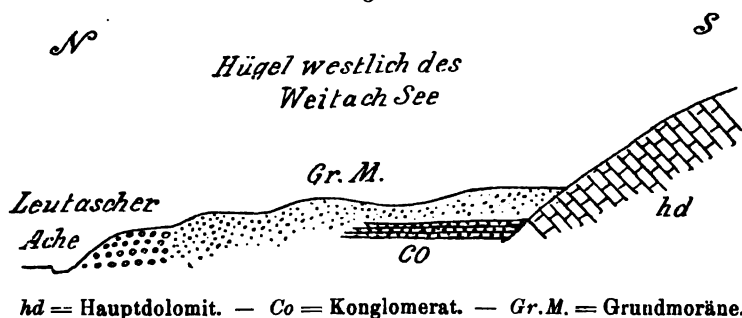 N
S
Hügel westlich des
Weitach See
Gr. M.
Leutascher
Ache
hd
CO
hd = Hauptdolomit. — Co = Konglomerat. — Gr. M. = Grundmoräne.